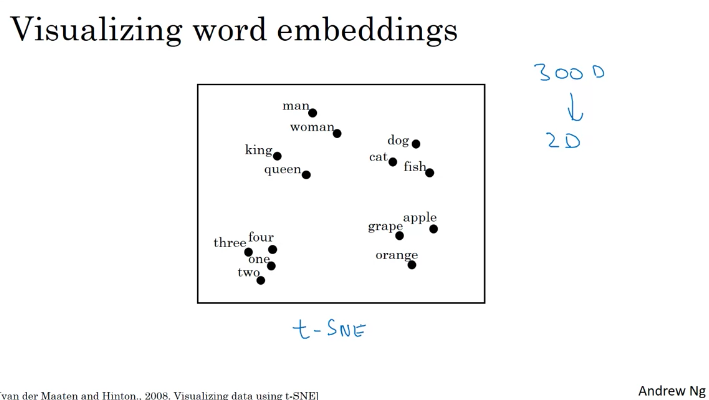 Visualizing word embeddings
300 D
2D
man
woman
dog
king
cat
fish
queen
apple
grape
four
three
orange
one
two
t-SNE
[van der Maaten and Hinton., 2008. Visualizing data using t-SNE]
Andrew Ng